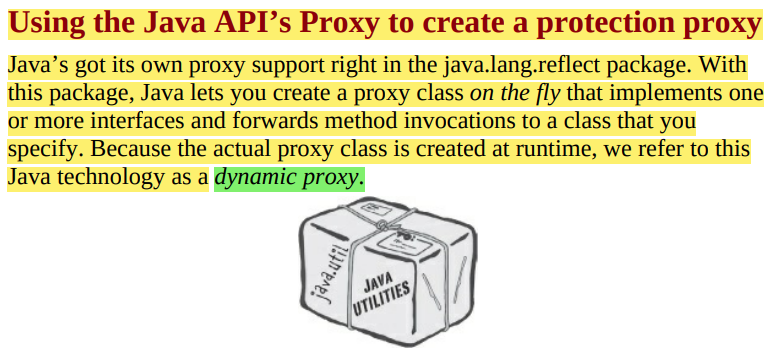 Using the Java API’s Proxy to create a protection proxy
Java’s got its own proxy support right in the java.lang.reflect package. With
this package, Java lets you create a proxy class on the fly that implements one
or more interfaces and forwards method invocations to a class that you
specify. Because the actual proxy class is created at runtime, we refer to this
Java technology as a dynamic proxy.
TO:
java.util
JAVA
UTILITIES